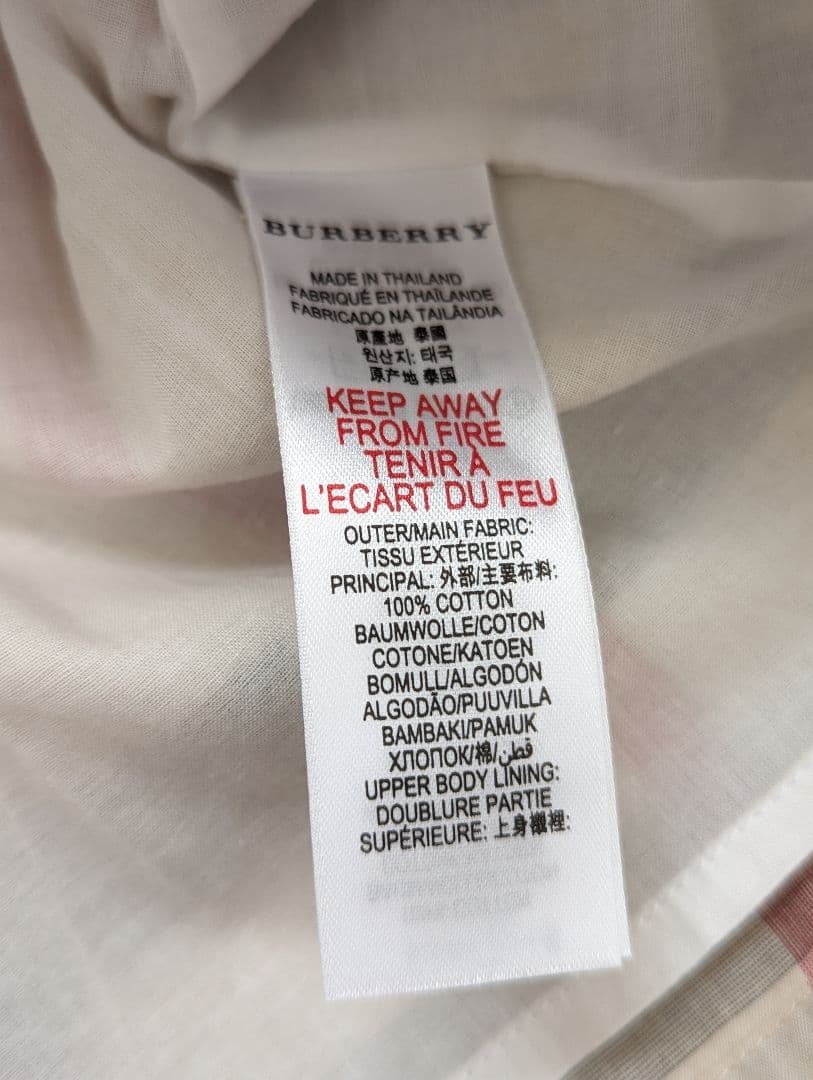 BURBERRY
MADE IN THAILAND
FABRIQUÉ EN THAÏLANDE
FABRICADO NA TAILÂNDIA
原產地 泰國
원산지: 태국
原产地 泰国
KEEP AWAY
FROM FIRE
TENIR À
L'ECART DU FEU
OUTER/MAIN FABRIC:
TISSU EXTÉRIEUR
PRINCIPAL: 外部/主要布料:
100% COTTON
BAUMWOLLE/COTON
COTONE/KATOEN
BOMULL/ALGODÓN
ALGODÃO/PUUVILLA
BAMBAKI/PAMUK
ХЛОПОК/棉/قطن
UPPER BODY LINING:
DOUBLURE PARTIE
SUPÉRIEURE: 上身襯裡: